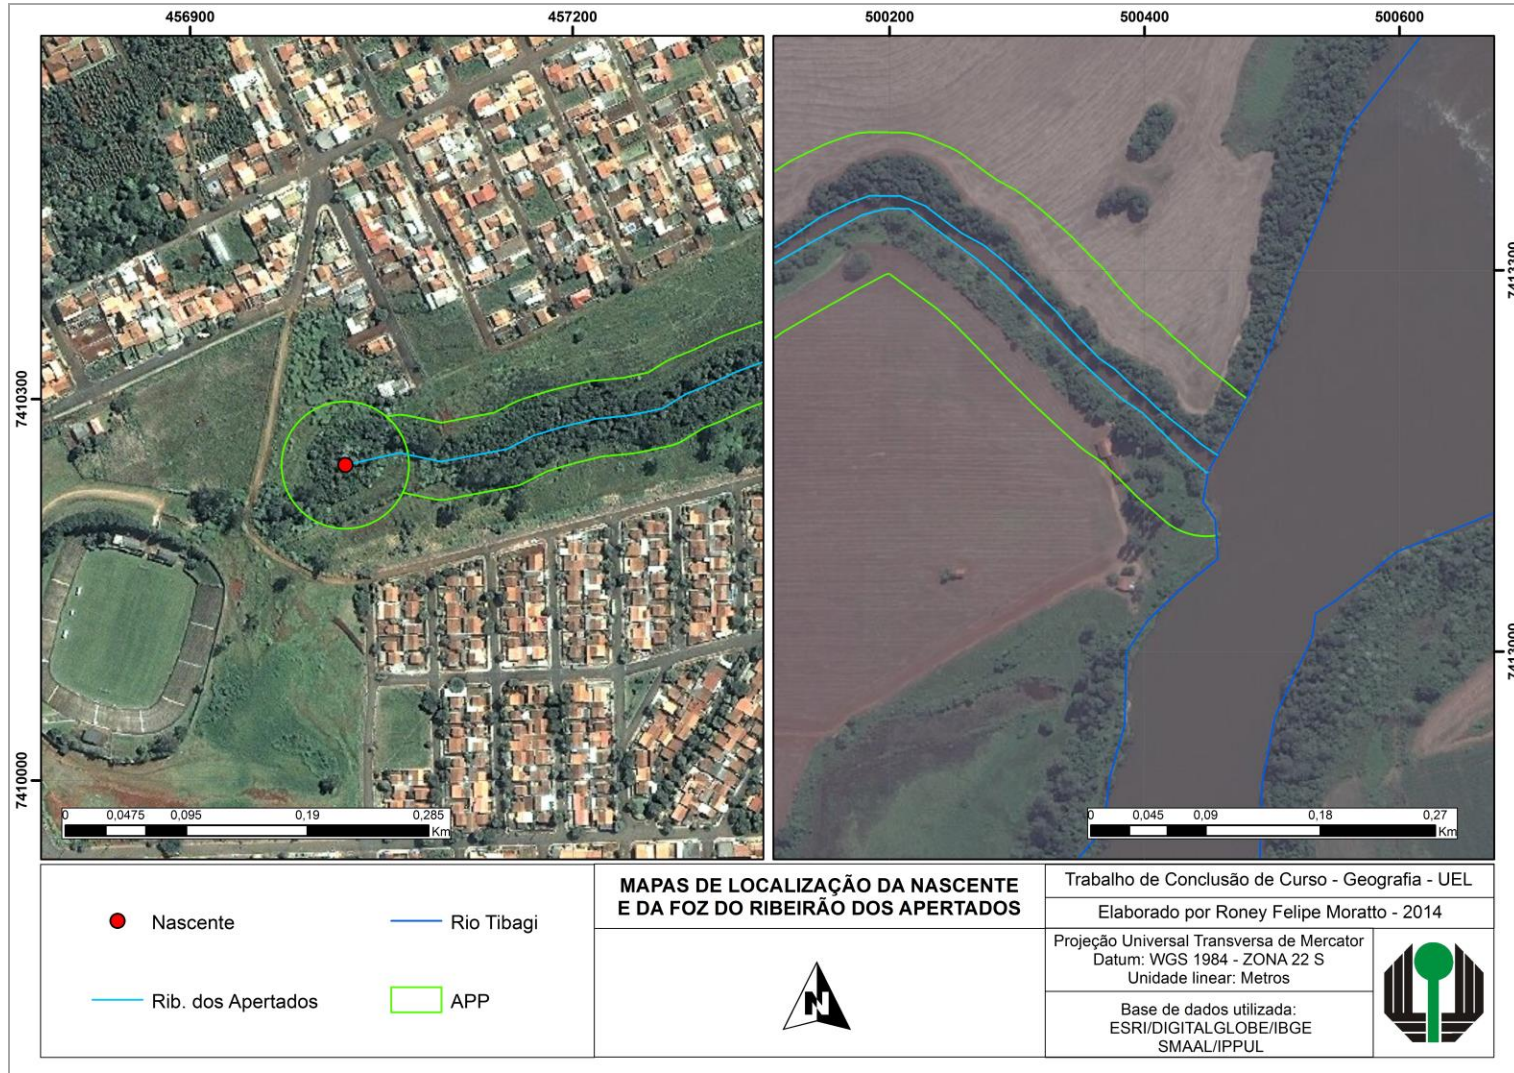 456900
457200
500200
500400
500600
7410300
7410000
7413300
7413000
0 0,0475 0,095 0,19 0,285
Km
0 0,045 0,09 0,18 0,27
Km
Nascente
Rio Tibagi
Rib. dos Apertados
APP
MAPAS DE LOCALIZAÇÃO DA NASCENTE
E DA FOZ DO RIBEIRÃO DOS APERTADOS
N
Trabalho de Conclusão de Curso - Geografia - UEL
Elaborado por Roney Felipe Moratto - 2014
Projeção Universal Transversa de Mercator
Datum: WGS 1984 - ZONA 22 S
Unidade linear: Metros
Base de dados utilizada:
ESRI/DIGITALGLOBE/IBGE
SMAAL/IPPUL